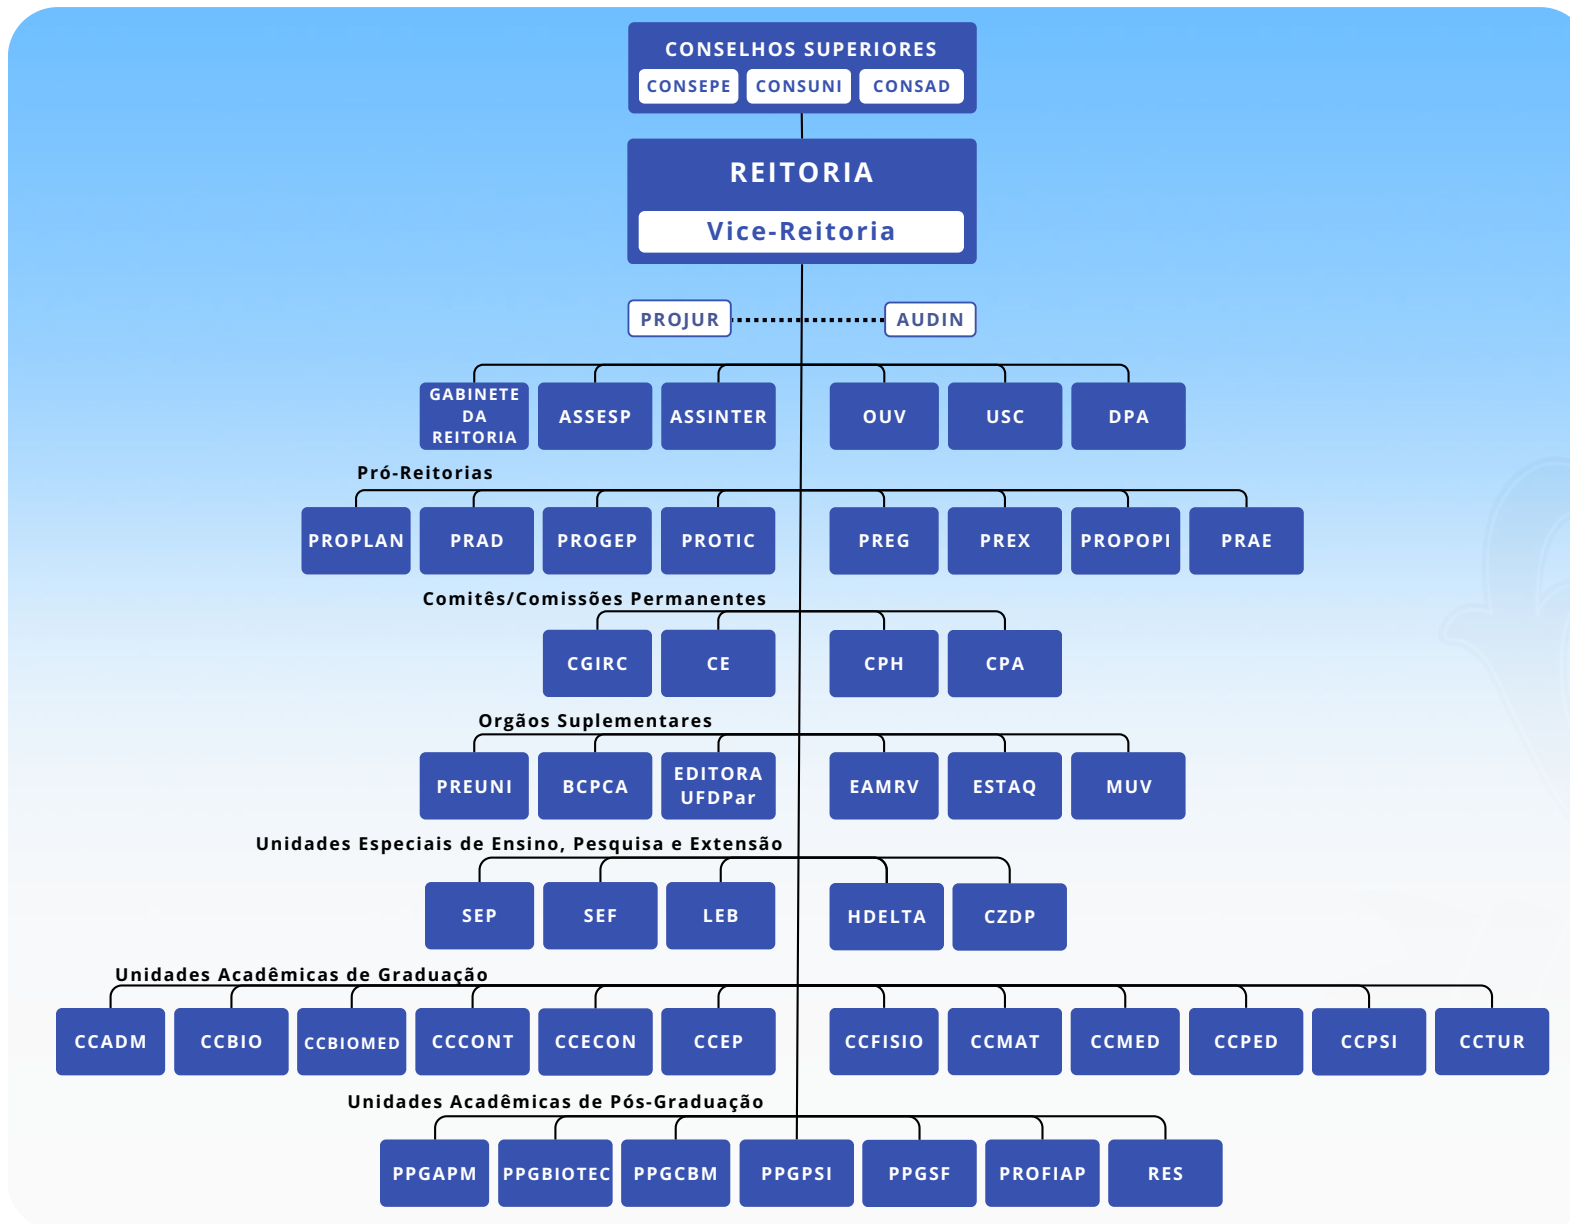 CONSELHOS SUPERIORES
CONSEPE CONSUNI CONSAD
REITORIA
Vice-Reitoria
PROJUR AUDIN
GABINETE
DA
REITORIA
ASSESP ASSINTER OUV USC DPA
Pró-Reitorias
PROPLAN PRAD PROGEP PROTIC PREG PREX PROPOPI PRAE
Comitês/Comissões Permanentes
CGIRC CE CPH CPA
Orgãos Suplementares
PREUNI BCPCA
EDITORA
UFDPar
EAMRV ESTAQ MUV
Unidades Especiais de Ensino, Pesquisa e Extensão
SEP SEF LEB HDELTA CZDP
Unidades Acadêmicas de Graduação
CCADM CCBIO CCBIOMED CCCONT CCECON CCEP CCFISIO CCMAT CCMED CCPED CCPSI CCTUR
Unidades Acadêmicas de Pós-Graduação
PPGAPM PPGBIOTEC PPGCBM PPGPSI PPGSF PROFIAP RES